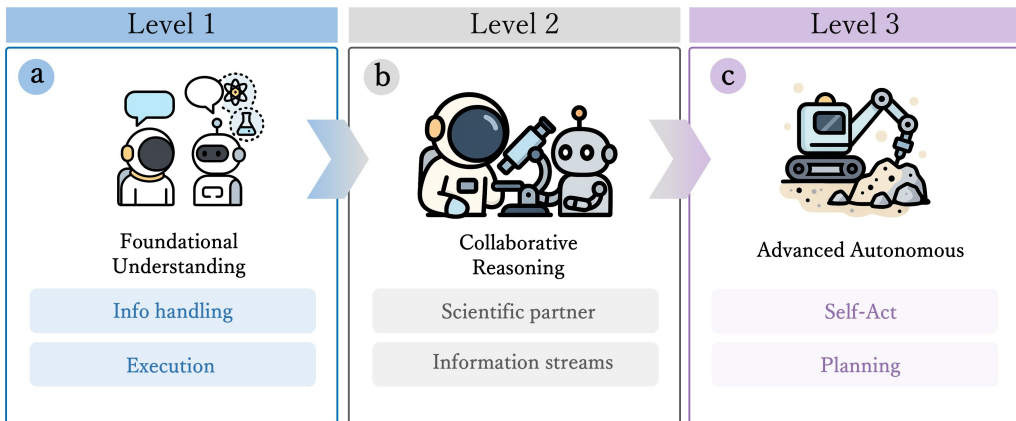 Level 1
Level 2
Level 3
a
b
c
Foundational
Understanding
Collaborative
Reasoning
Advanced Autonomous
Info handling
Scientific partner
Self-Act
Execution
Information streams
Planning